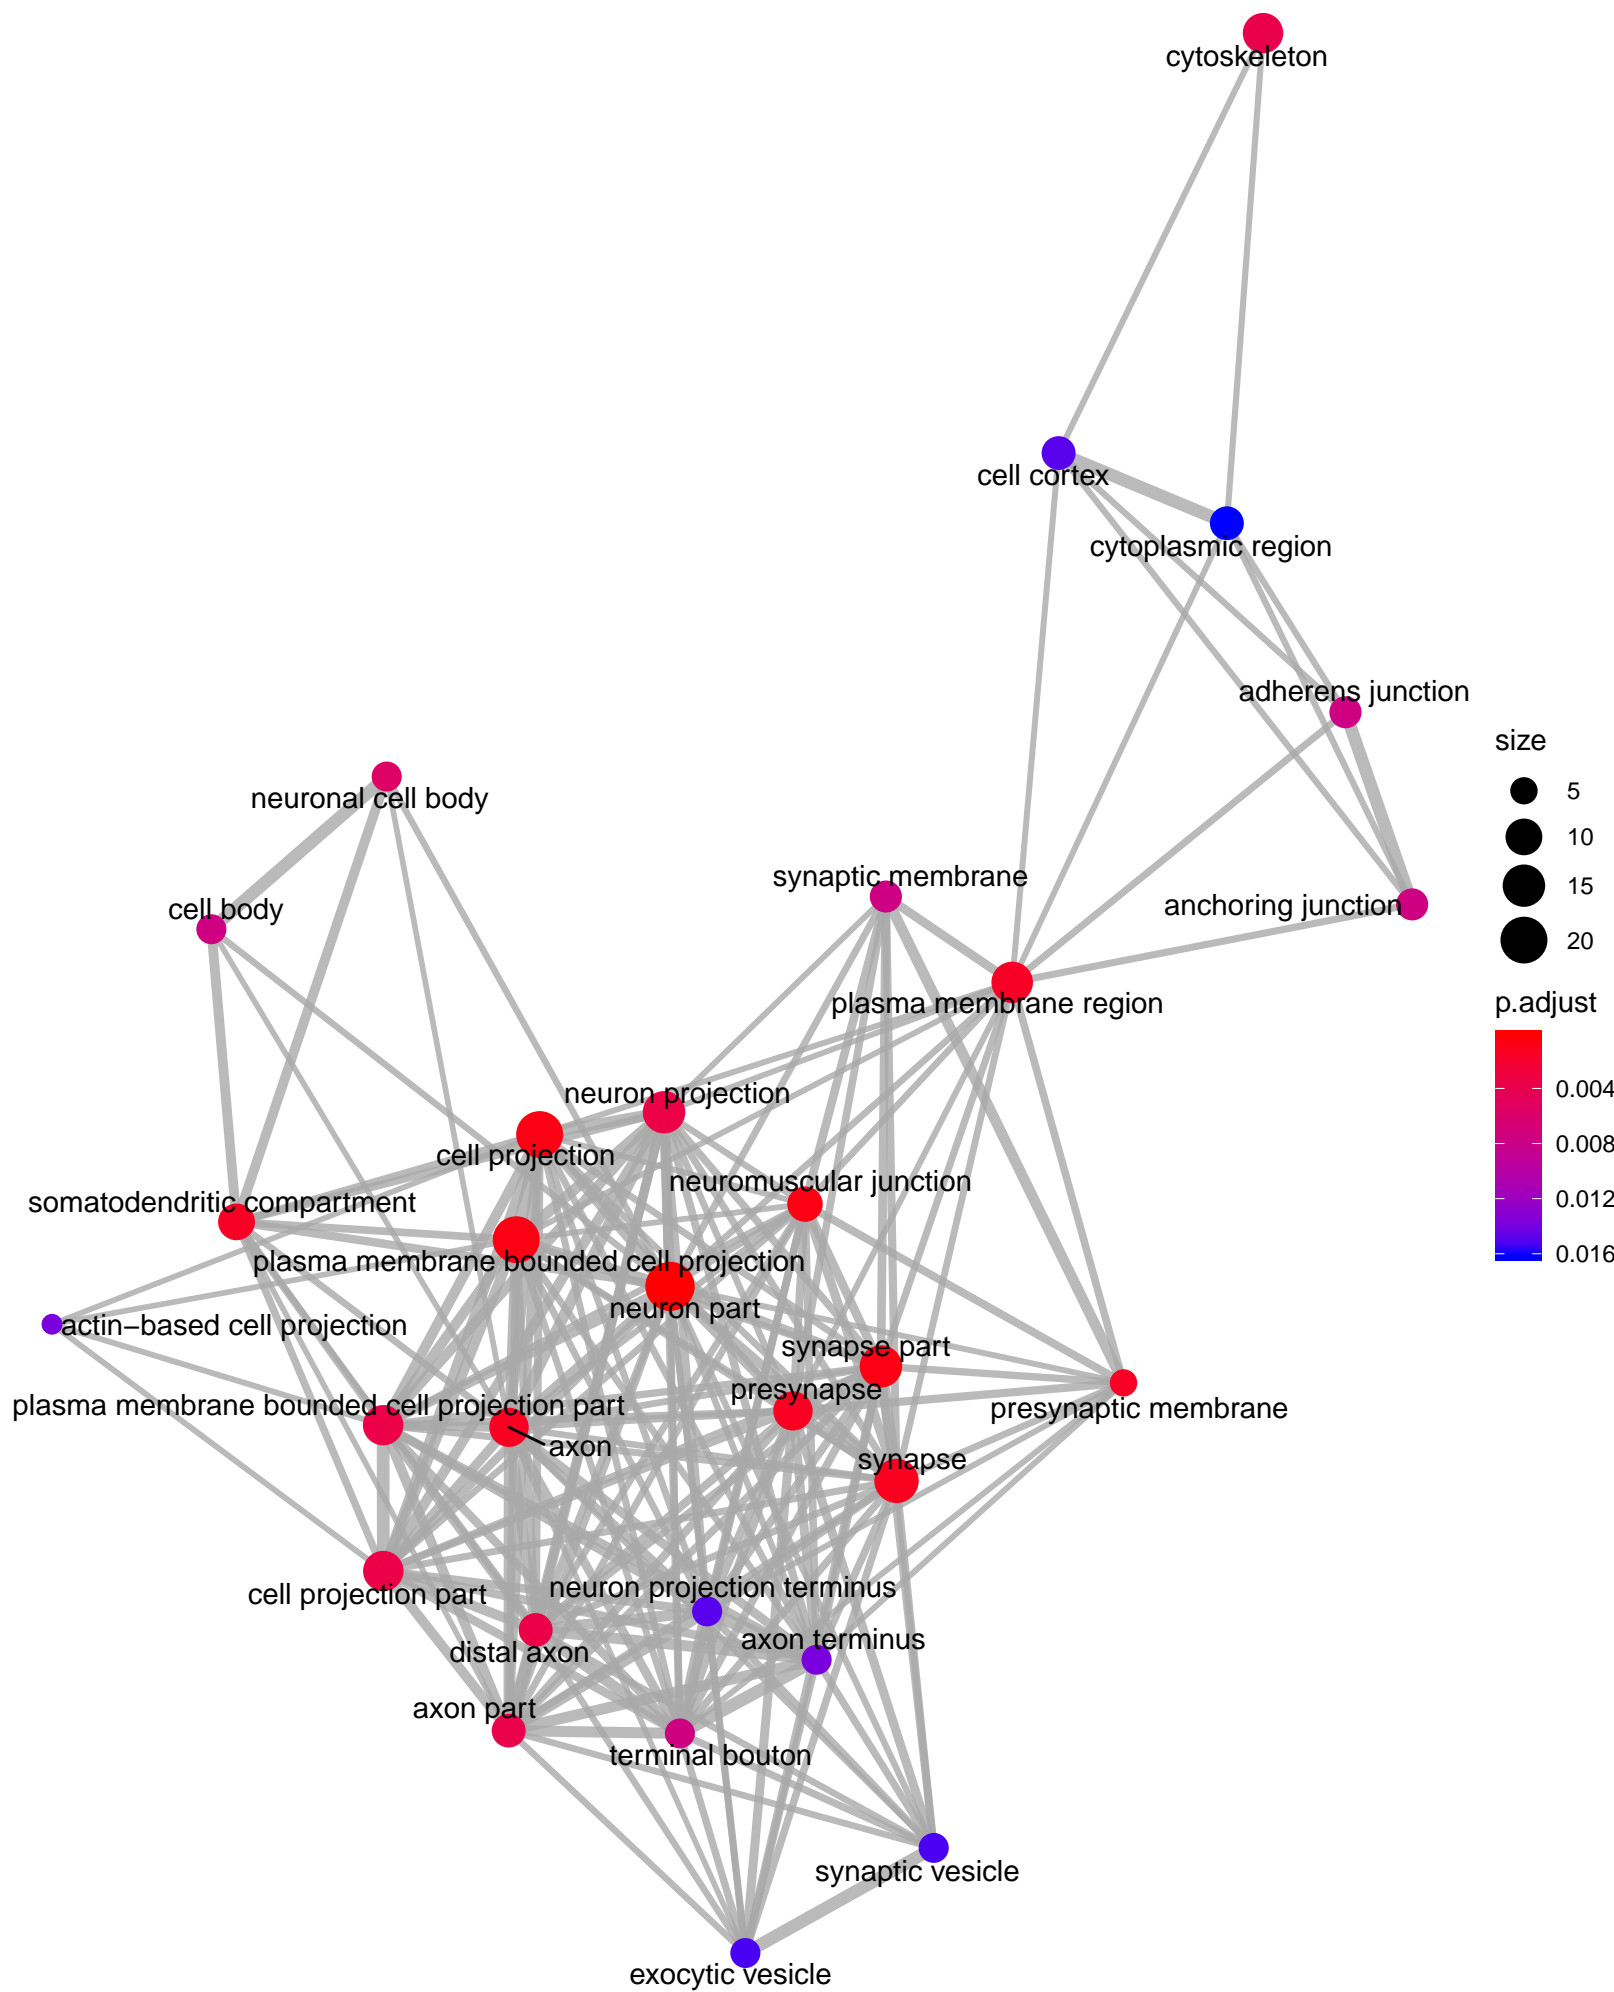 cytoskeleton
cell cortex
cytoplasmic region
adherens junction
size
5
10
15
20
p.adjust
0.004
0.008
0.012
0.016
neuronal cell body
synaptic membrane
cell body
anchoring junction
plasma membrane region
neuron projection
cell projection
neuromuscular junction
somatodendritic compartment
plasma membrane bounded cell projection
neuron part
actin−based cell projection
synapse part
presynapse
plasma membrane bounded cell projection part
presynaptic membrane
axon
synapse
neuron projection terminus
cell projection part
axon terminus
distal axon
axon part
terminal bouton
synaptic vesicle
exocytic vesicle